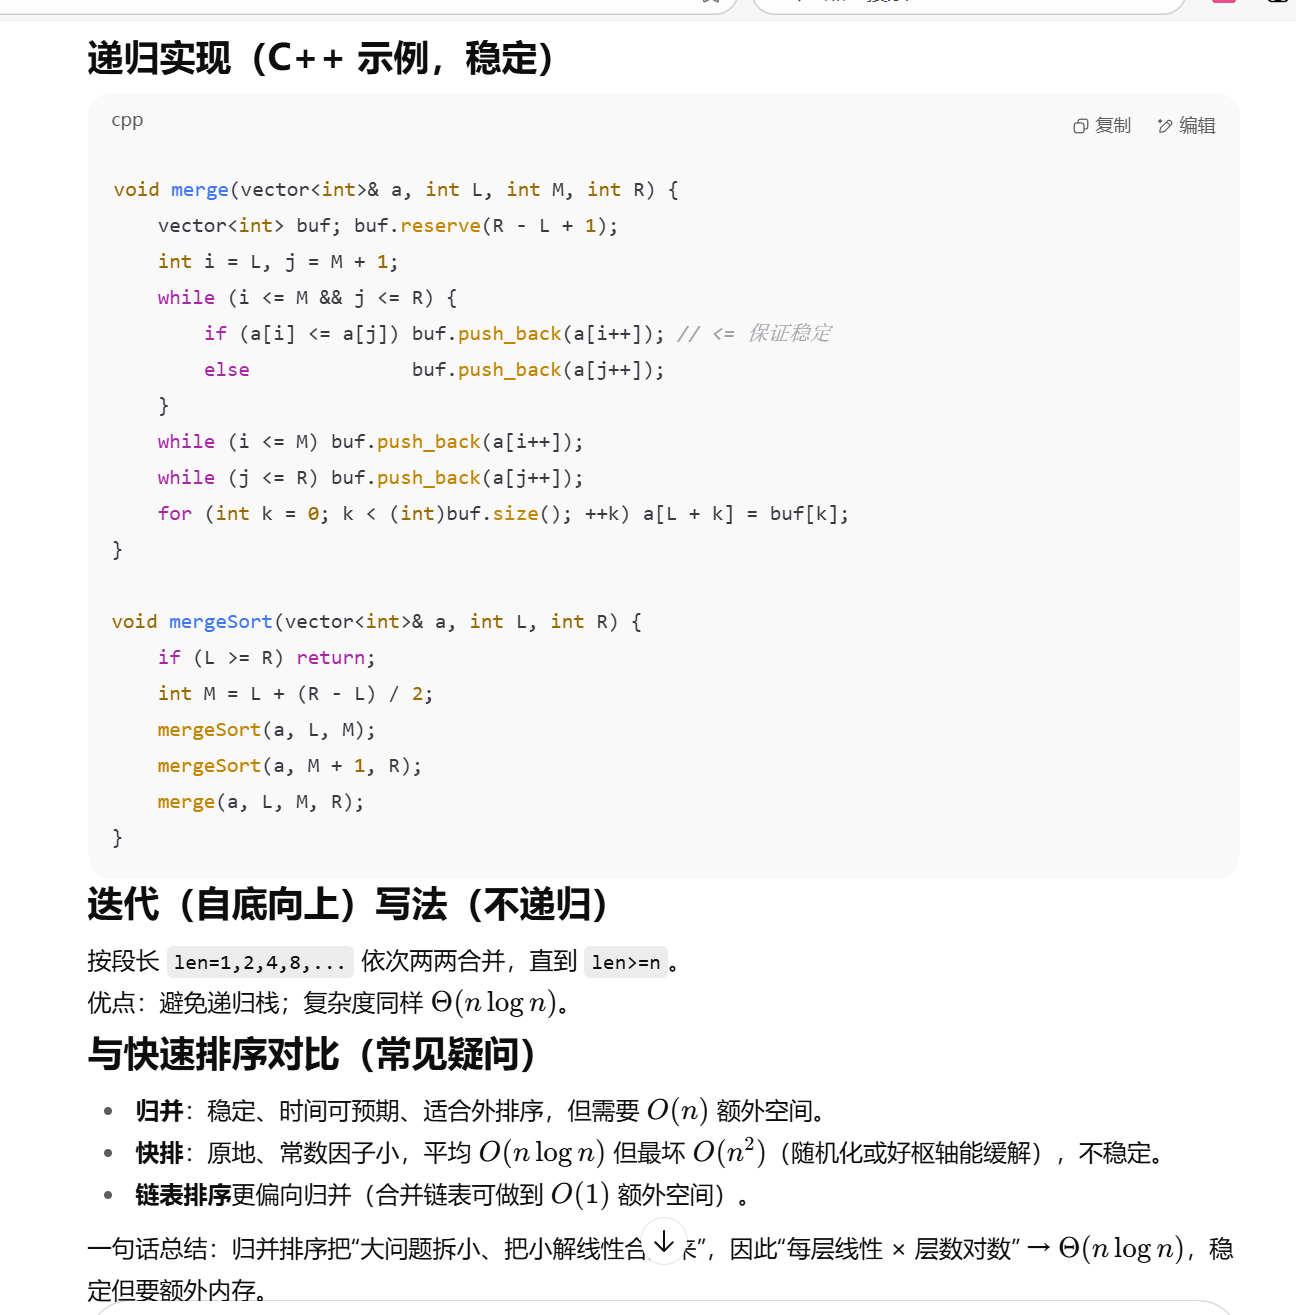 递归实现（C++ 示例，稳定）
cpp
复制 编辑
void merge(vector<int>& a, int L, int M, int R) {
    vector<int> buf; buf.reserve(R - L + 1);
    int i = L, j = M + 1;
    while (i <= M && j <= R) {
        if (a[i] <= a[j]) buf.push_back(a[i++]); // <= 保证稳定
        else              buf.push_back(a[j++]);
    }
    while (i <= M) buf.push_back(a[i++]);
    while (j <= R) buf.push_back(a[j++]);
    for (int k = 0; k < (int)buf.size(); ++k) a[L + k] = buf[k];
}
void mergeSort(vector<int>& a, int L, int R) {
    if (L >= R) return;
    int M = L + (R - L) / 2;
    mergeSort(a, L, M);
    mergeSort(a, M + 1, R);
    merge(a, L, M, R);
}
迭代（自底向上）写法（不递归）
按段长 len=1,2,4,8,... 依次两两合并，直到 len>=n。
优点：避免递归栈；复杂度同样 Θ(n log n)。
与快速排序对比（常见疑问）
• 归并：稳定、时间可预期、适合外排序，但需要 O(n) 额外空间。
• 快排：原地、常数因子小，平均 O(n log n) 但最坏 O(n²)（随机化或好枢轴能缓解），不稳定。
• 链表排序更偏向归并（合并链表可做到 O(1) 额外空间）。
一句话总结：归并排序把“大问题拆小、把小解线性合 来”，因此“每层线性 × 层数对数” → Θ(n log n)，稳
定但要额外内存。